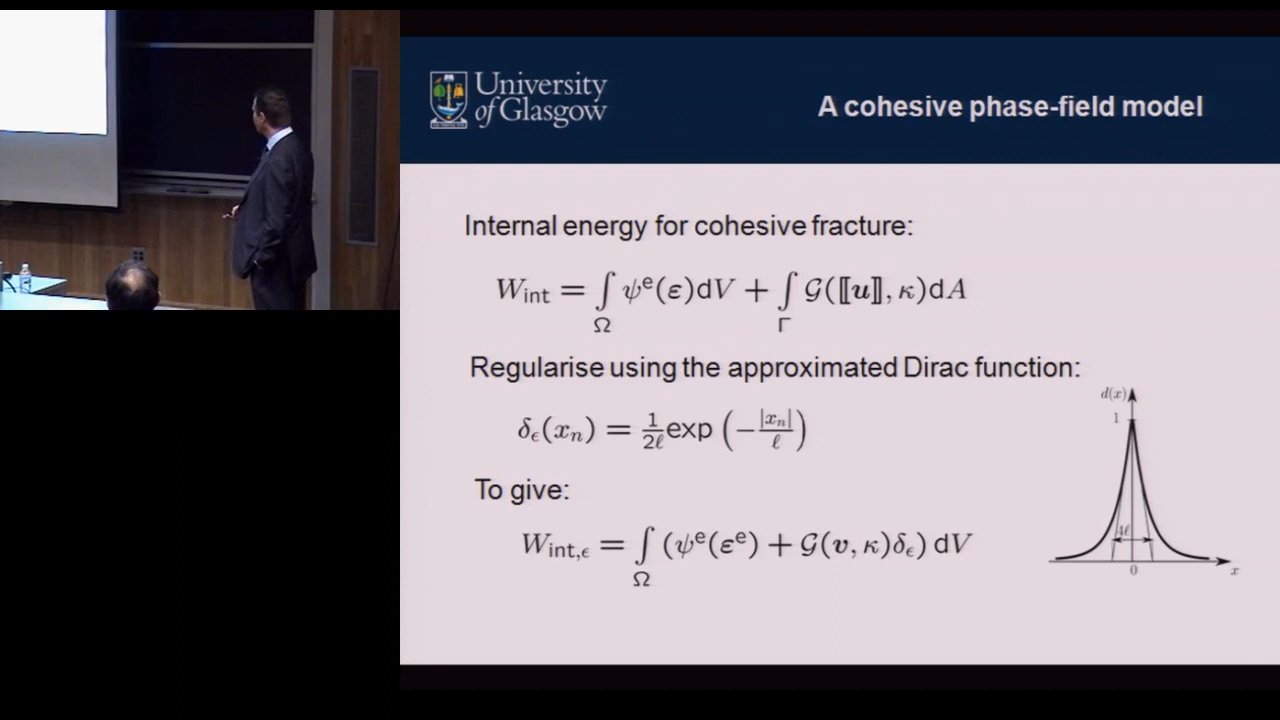 University
of Glasgow
A cohesive phase-field model
Internal energy for cohesive fracture:
W_int = ∫_Ω ψ^e(ε)dV + ∫_Γ 𝒢(⟦u⟧, κ)dA
Regularise using the approximated Dirac function:
δ_ϵ(x_n) = 1/2ℓ exp(−|x_n|/ℓ)
To give:
W_int,ϵ = ∫_Ω (ψ^e(ε^e) + 𝒢(v, κ)δ_ϵ) dV
d(x)
1
4ℓ
0
x